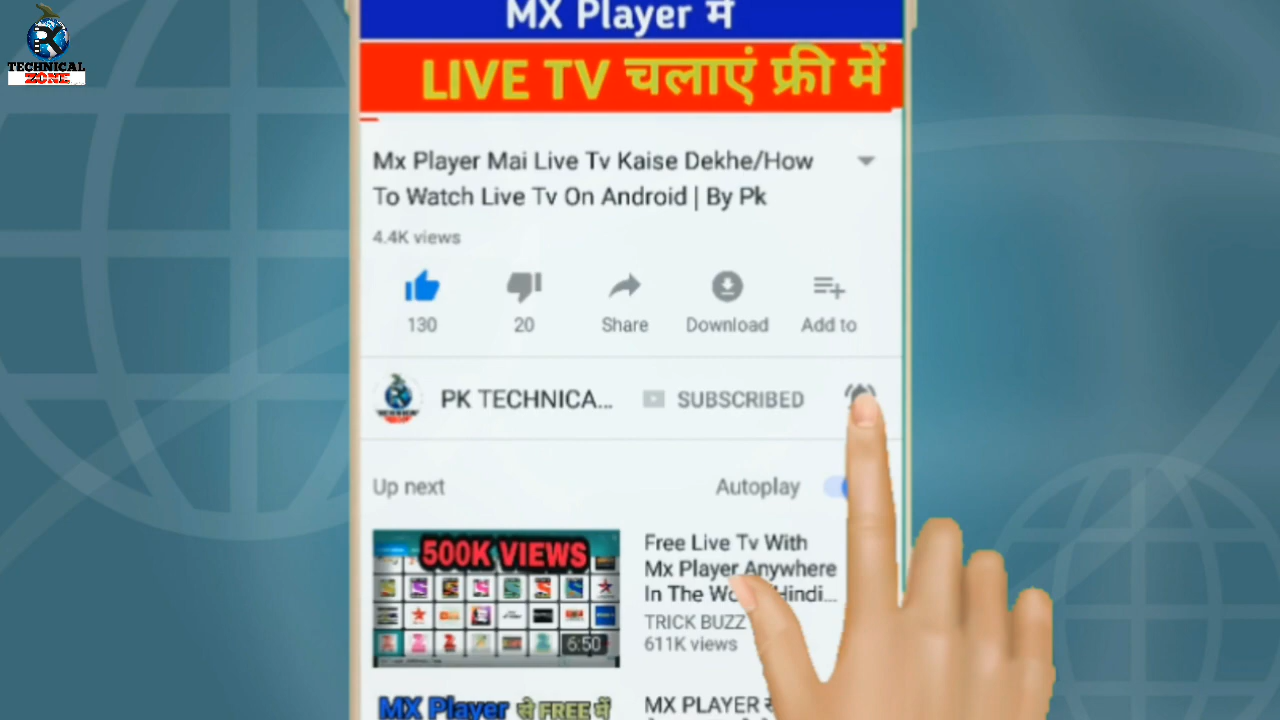 TECHNICAL
ZONE
MX Player में
LIVE TV चलाएं फ्री में
Mx Player Mai Live Tv Kaise Dekhe/How
To Watch Live Tv On Android | By Pk
4.4K views
130
20
Share
Download
Add to
PK TECHNICA...
SUBSCRIBED
Up next
Autoplay
500K VIEWS
6:50
Free Live Tv With
Mx Player Anywhere
In The Hindi...
TRICK BUZZ
611K views
MX Player से FREE में
MX PLAYER